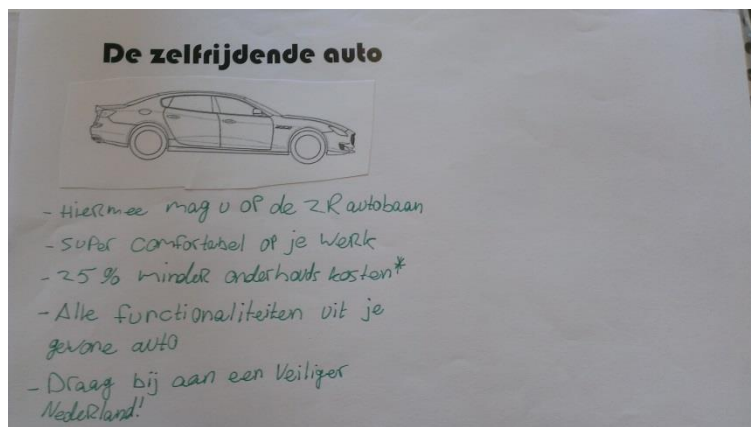 De zelfrijdende auto
- Hiermee mag u op de ZR autobaan
- Super comfortabel op je werk
- 25% minder onderhouds kosten*
- Alle functionaliteiten uit je
gewone auto
- Draag bij aan een Veiliger
Nederland!